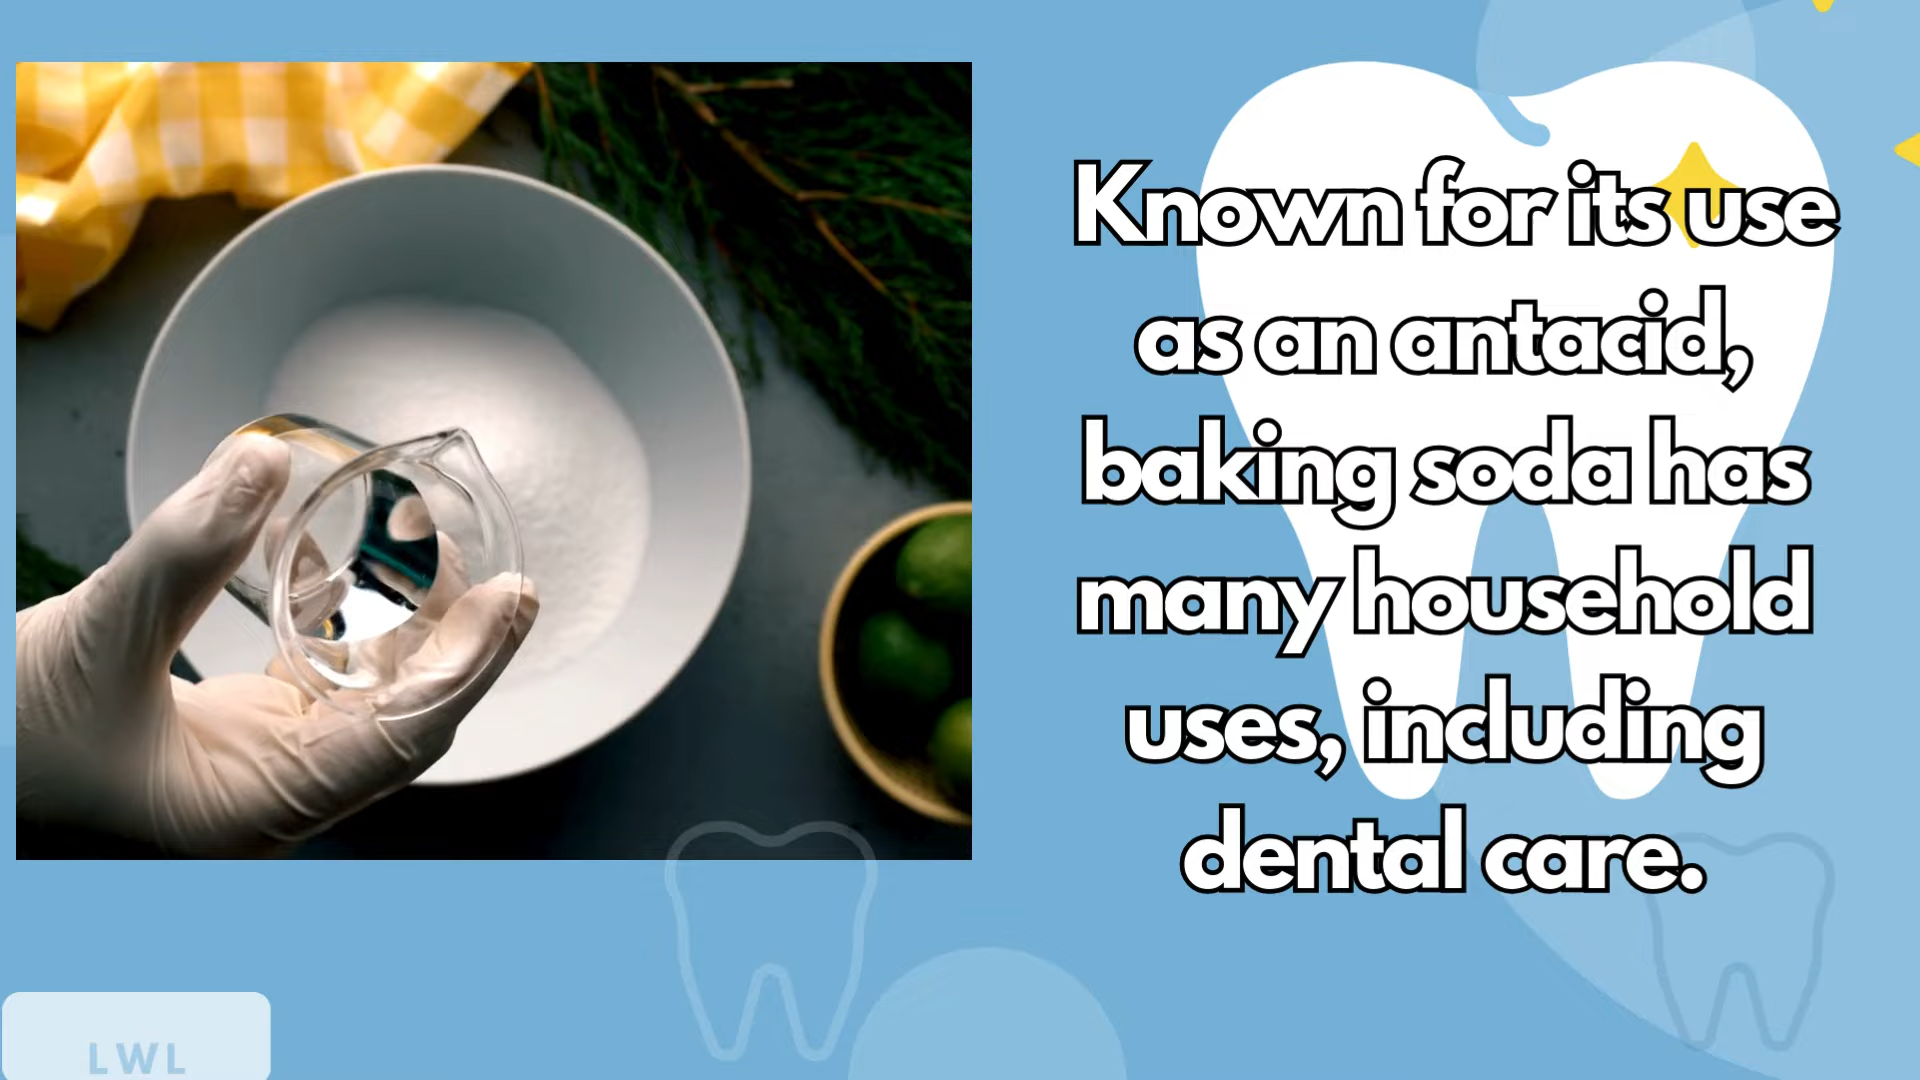 Known for its use
as an antacid,
baking soda has
many household
uses, including
dental care.
LWL